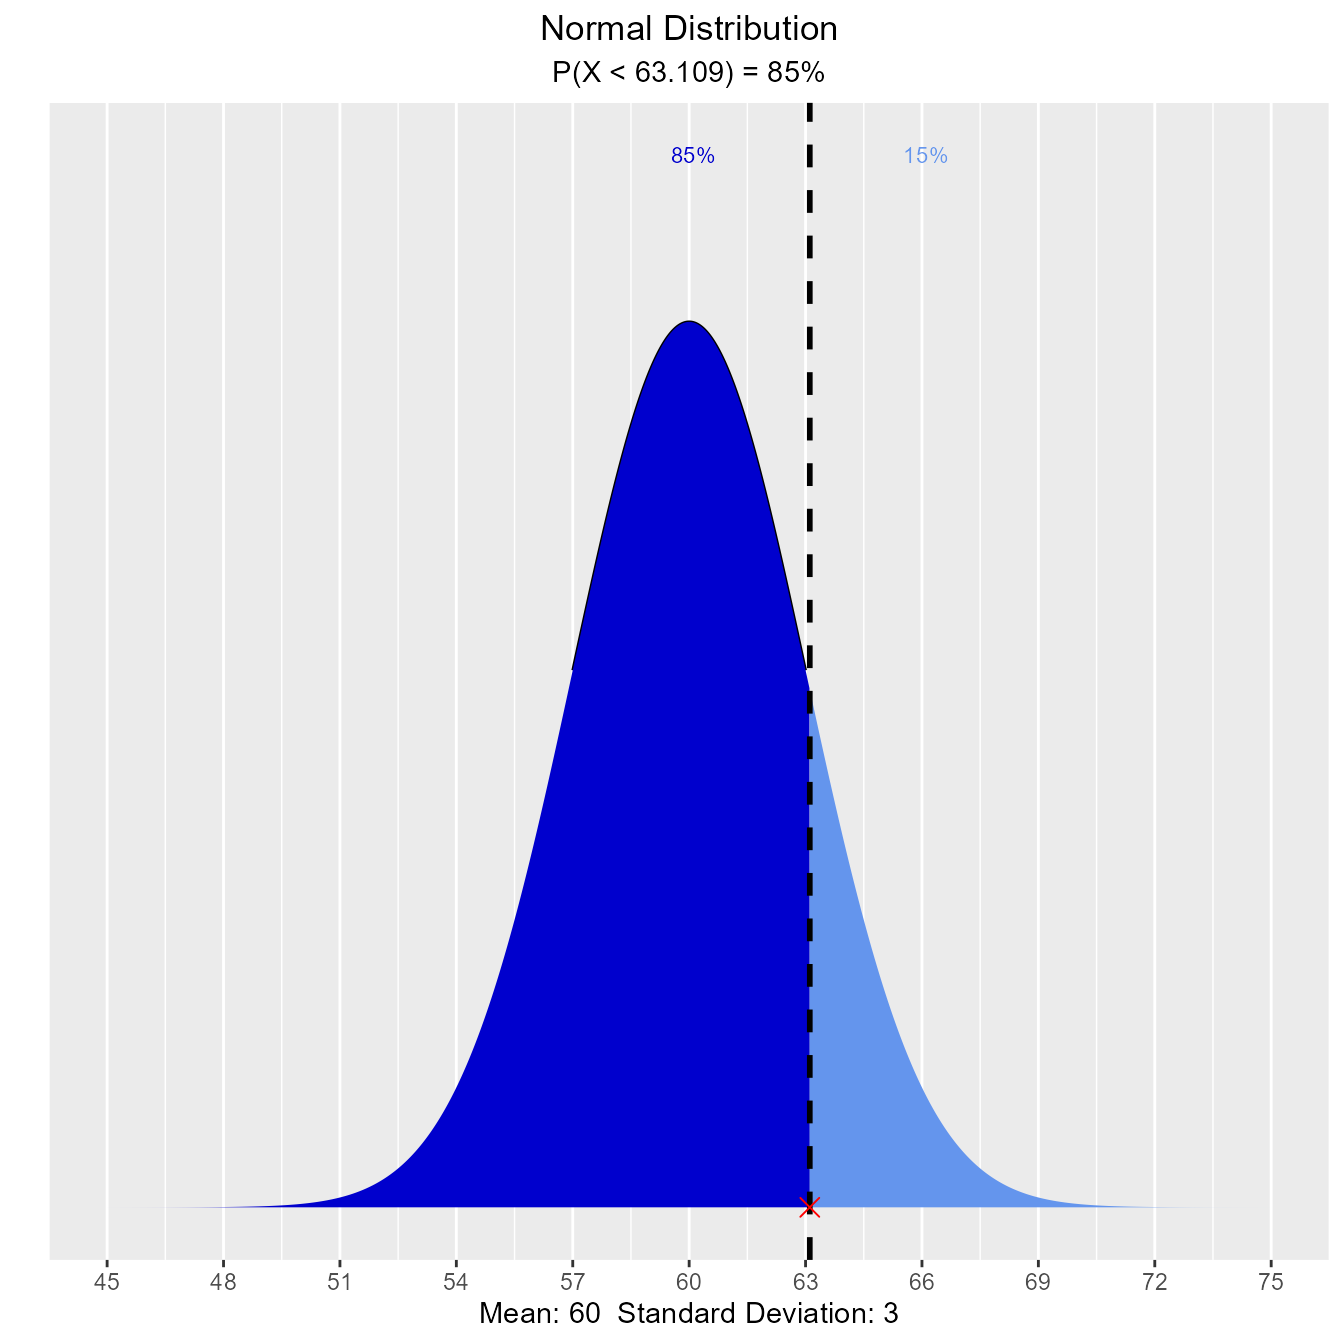 Normal Distribution
P(X < 63.109) = 85%
85% 15%
45 48 51 54 57 60 63 66 69 72 75
Mean: 60  Standard Deviation: 3